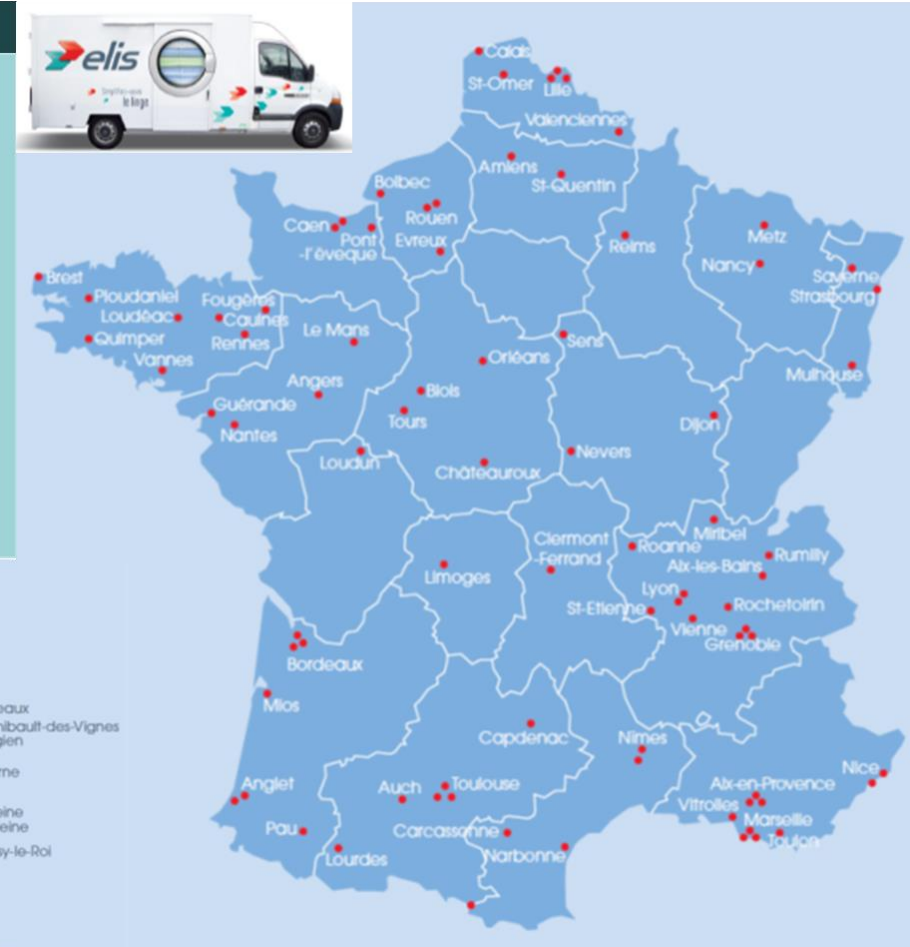 elis
Simplifiez-vous
le linge
Calais
St-Omer
Lille
Valenciennes
Amiens
St-Quentin
Bolbec
Rouen
Caen
Pont
-l'éveque
Evreux
Reims
Metz
Nancy
Saverne
Strasbourg
Brest
Ploudaniel
Fougères
Loudéac
Caulnes
Quimper
Rennes
Vannes
Le Mans
Sens
Orléans
Mulhouse
Angers
Blois
Guérande
Tours
Nantes
Dijon
Loudun
Nevers
Châteauroux
Miribel
Clermont
-Ferrand
Roanne
Rumilly
Aix-les-Bains
Limoges
Lyon
Rochetoirin
St-Etienne
Vienne
Grenoble
Bordeaux
Mios
Capdenac
Nîmes
Nice
Anglet
Auch
Toulouse
Aix-en-Provence
Vitrolles
Marseille
Pau
Carcassonne
Toulon
Lourdes
Narbonne
eaux
hibault-des-Vignes
gien
rne
eine
eine
sy-le-Roi